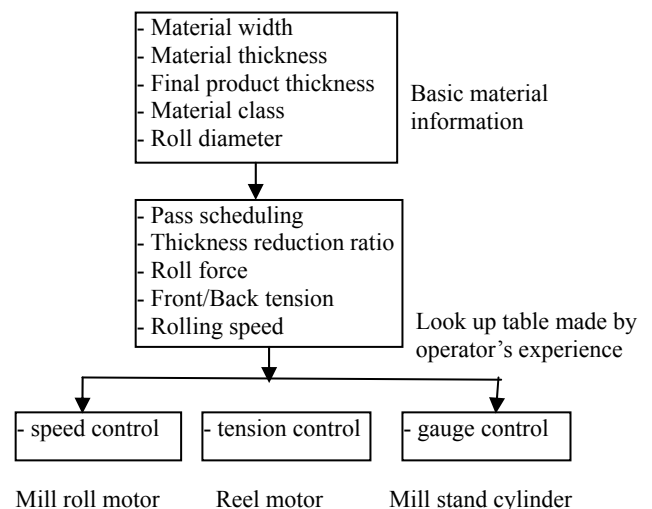 - Material width
- Material thickness
- Final product thickness
- Material class
- Roll diameter
Basic material
information
- Pass scheduling
- Thickness reduction ratio
- Roll force
- Front/Back tension
- Rolling speed
Look up table made by
operator’s experience
- speed control
- tension control
- gauge control
Mill roll motor
Reel motor
Mill stand cylinder